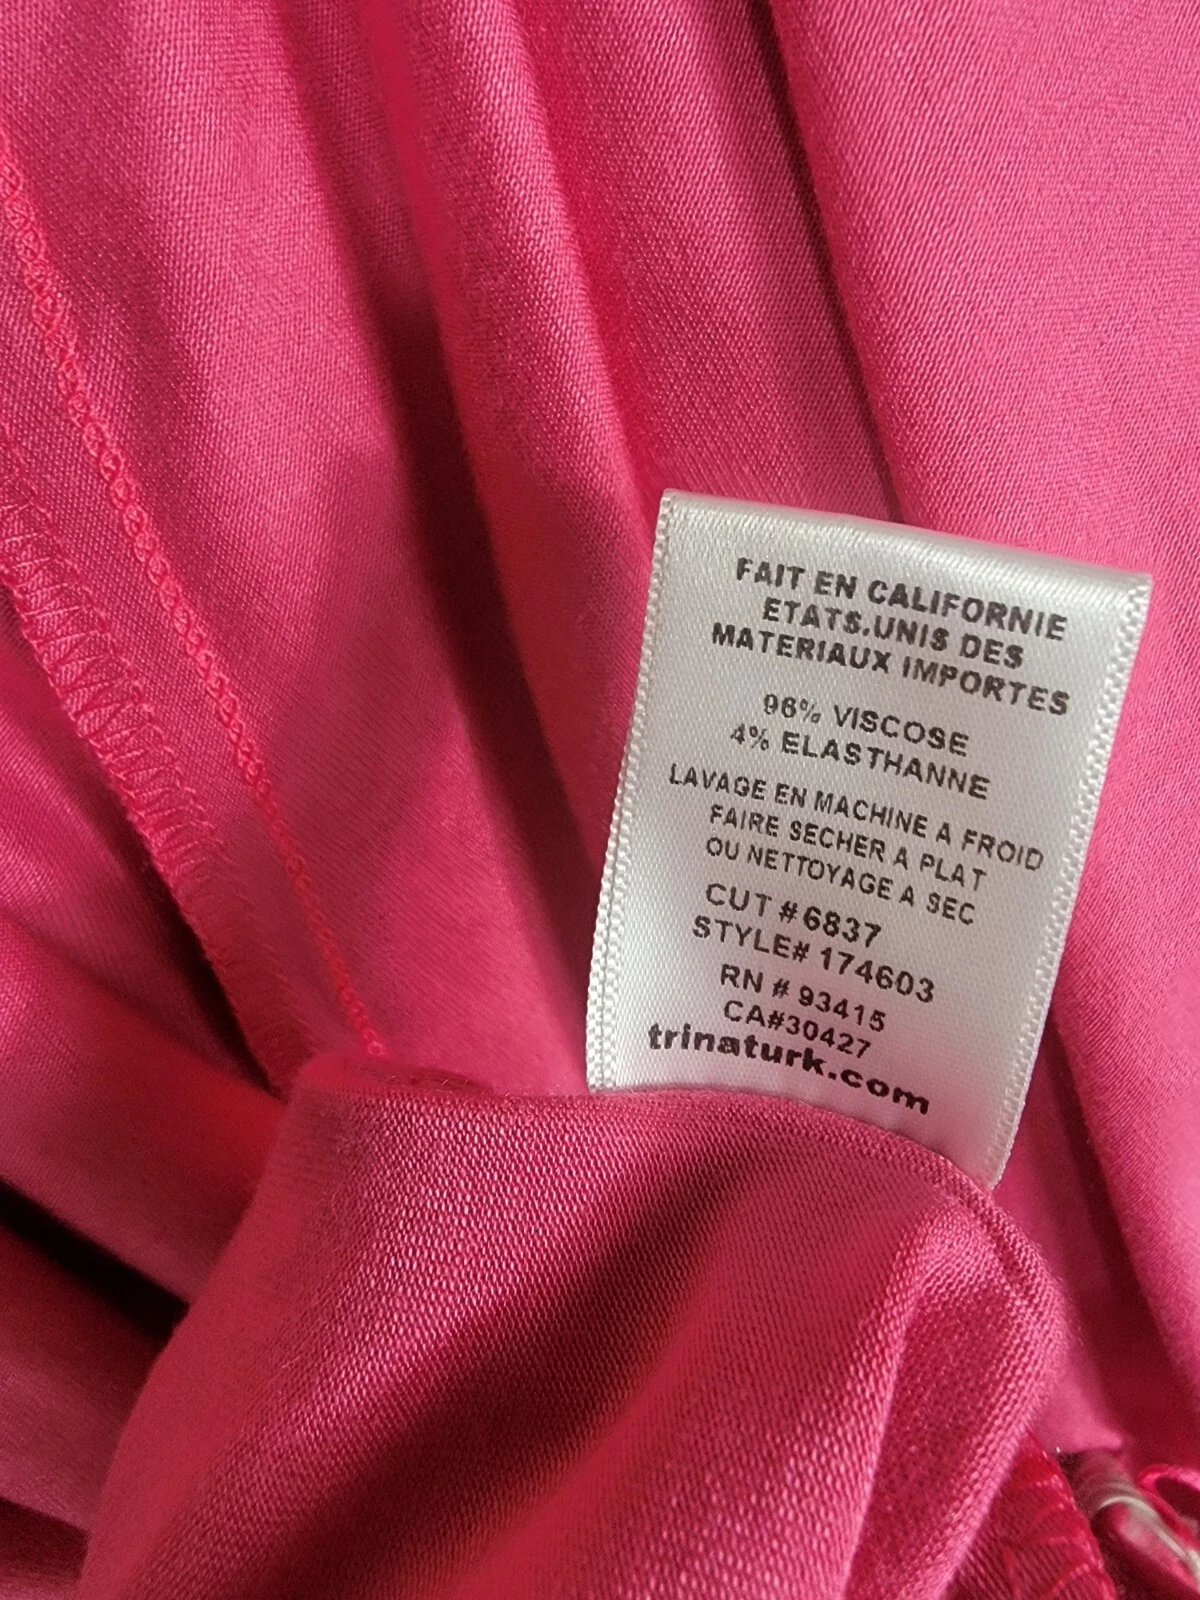 FAIT EN CALIFORNIE
ETATS.UNIS DES
MATERIAUX IMPORTES
96% VISCOSE
4% ELASTHANNE
LAVAGE EN MACHINE A FROID
FAIRE SECHER A PLAT
OU NETTOYAGE A SEC
CUT #6837
STYLE# 174603
RN # 93415
CA#30427
trinaturk.com